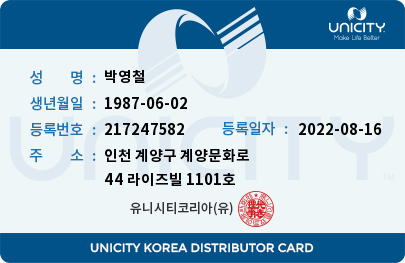 UNICITY
Make Life Better
성 명 : 박영철
생년월일 : 1987-06-02
등록번호 : 217247582 등록일자 : 2022-08-16
주 소 : 인천 계양구 계양문화로
44 라이즈빌 1101호
유니시티코리아(유)
UNICITY
TM
UNICITY KOREA DISTRIBUTOR CARD